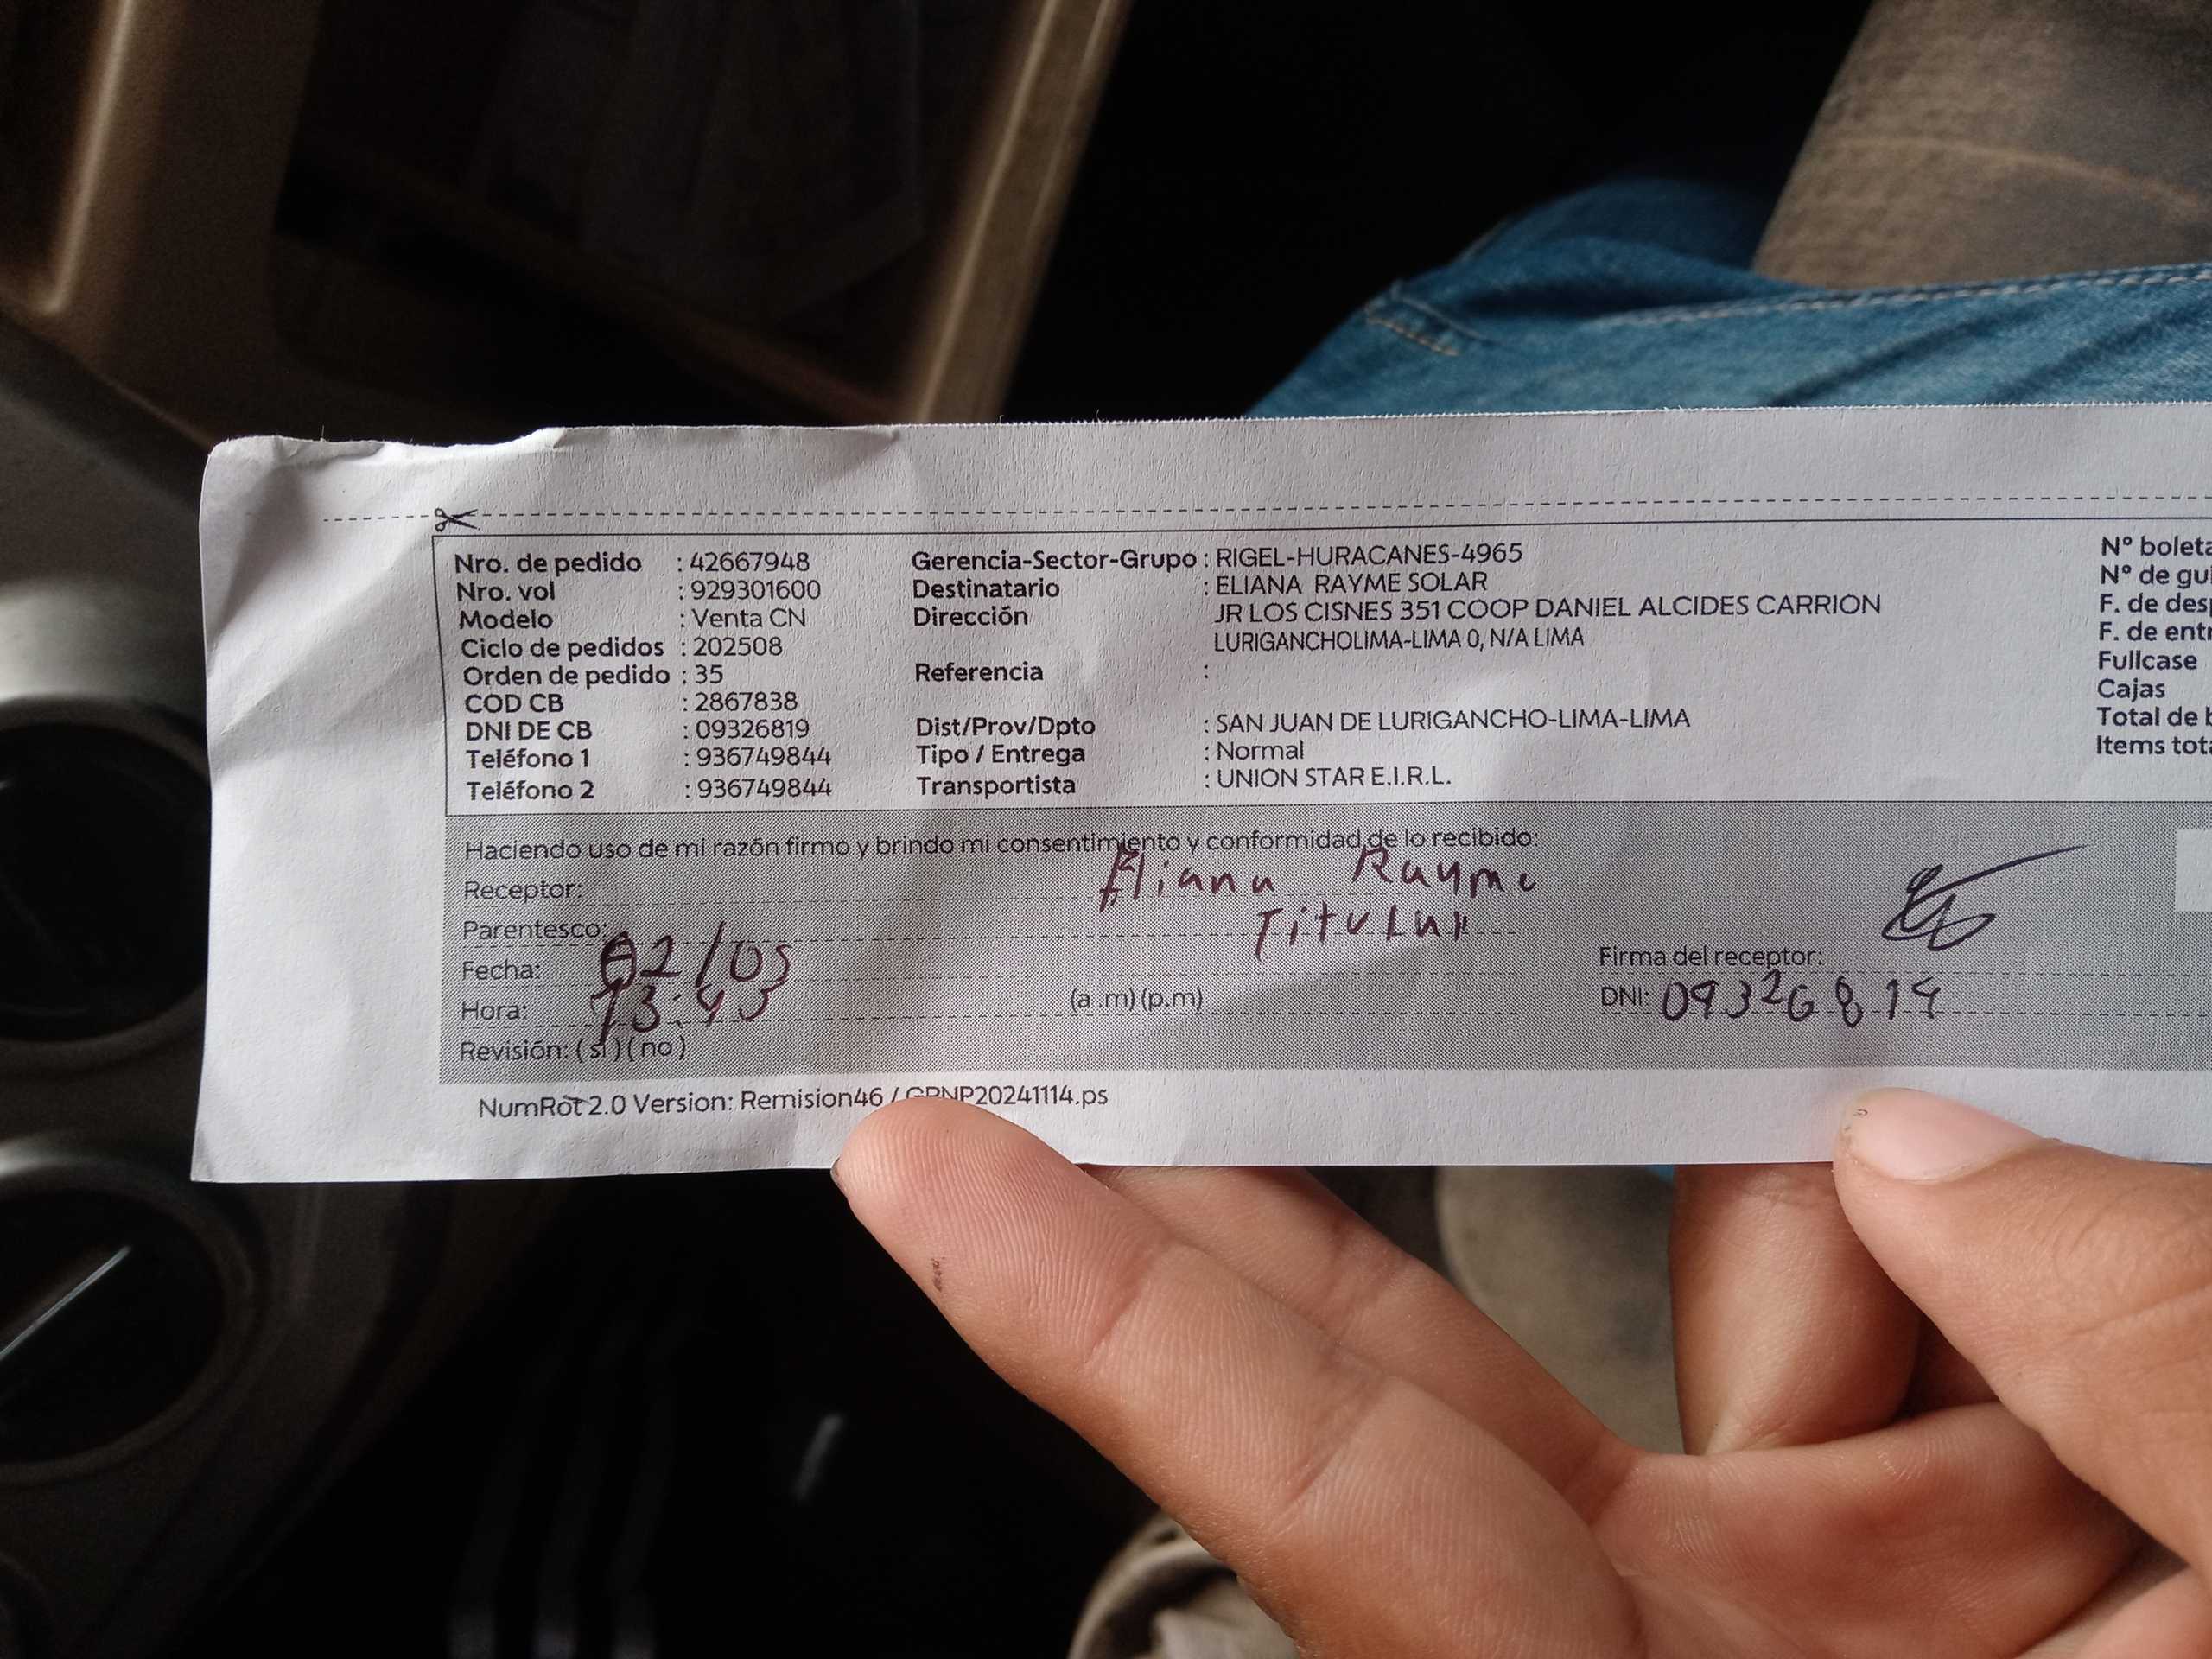 Nro. de pedido : 42667948
Nro. vol : 929301600
Modelo : Venta CN
Ciclo de pedidos : 202508
Orden de pedido : 35
COD CB : 2867838
DNI DE CB : 09326819
Teléfono 1 : 936749844
Teléfono 2 : 936749844
Gerencia-Sector-Grupo : RIGEL-HURACANES-4965
Destinatario : ELIANA RAYME SOLAR
Dirección JR LOS CISNES 351 COOP DANIEL ALCIDES CARRION
LURIGANCHOLIMA-LIMA 0, N/A LIMA
Referencia :
Dist/Prov/Dpto : SAN JUAN DE LURIGANCHO-LIMA-LIMA
Tipo / Entrega : Normal
Transportista : UNION STAR E.I.R.L.
Nº boleta
Nº de gui
F. de des
F. de entr
Fullcase
Cajas
Total de b
Items tota
Haciendo uso de mi razón firmo y brindo mi consentimiento y conformidad de lo recibido:
Receptor: Eliana Rayme
Parentesco: Titular
Fecha: 02/05
Hora: 13:45 (a.m) (p.m)
Revisión: (si) (no)
Firma del receptor:
DNI: 09326819
NumRot 2.0 Version: Remision46 / GPNP20241114.ps